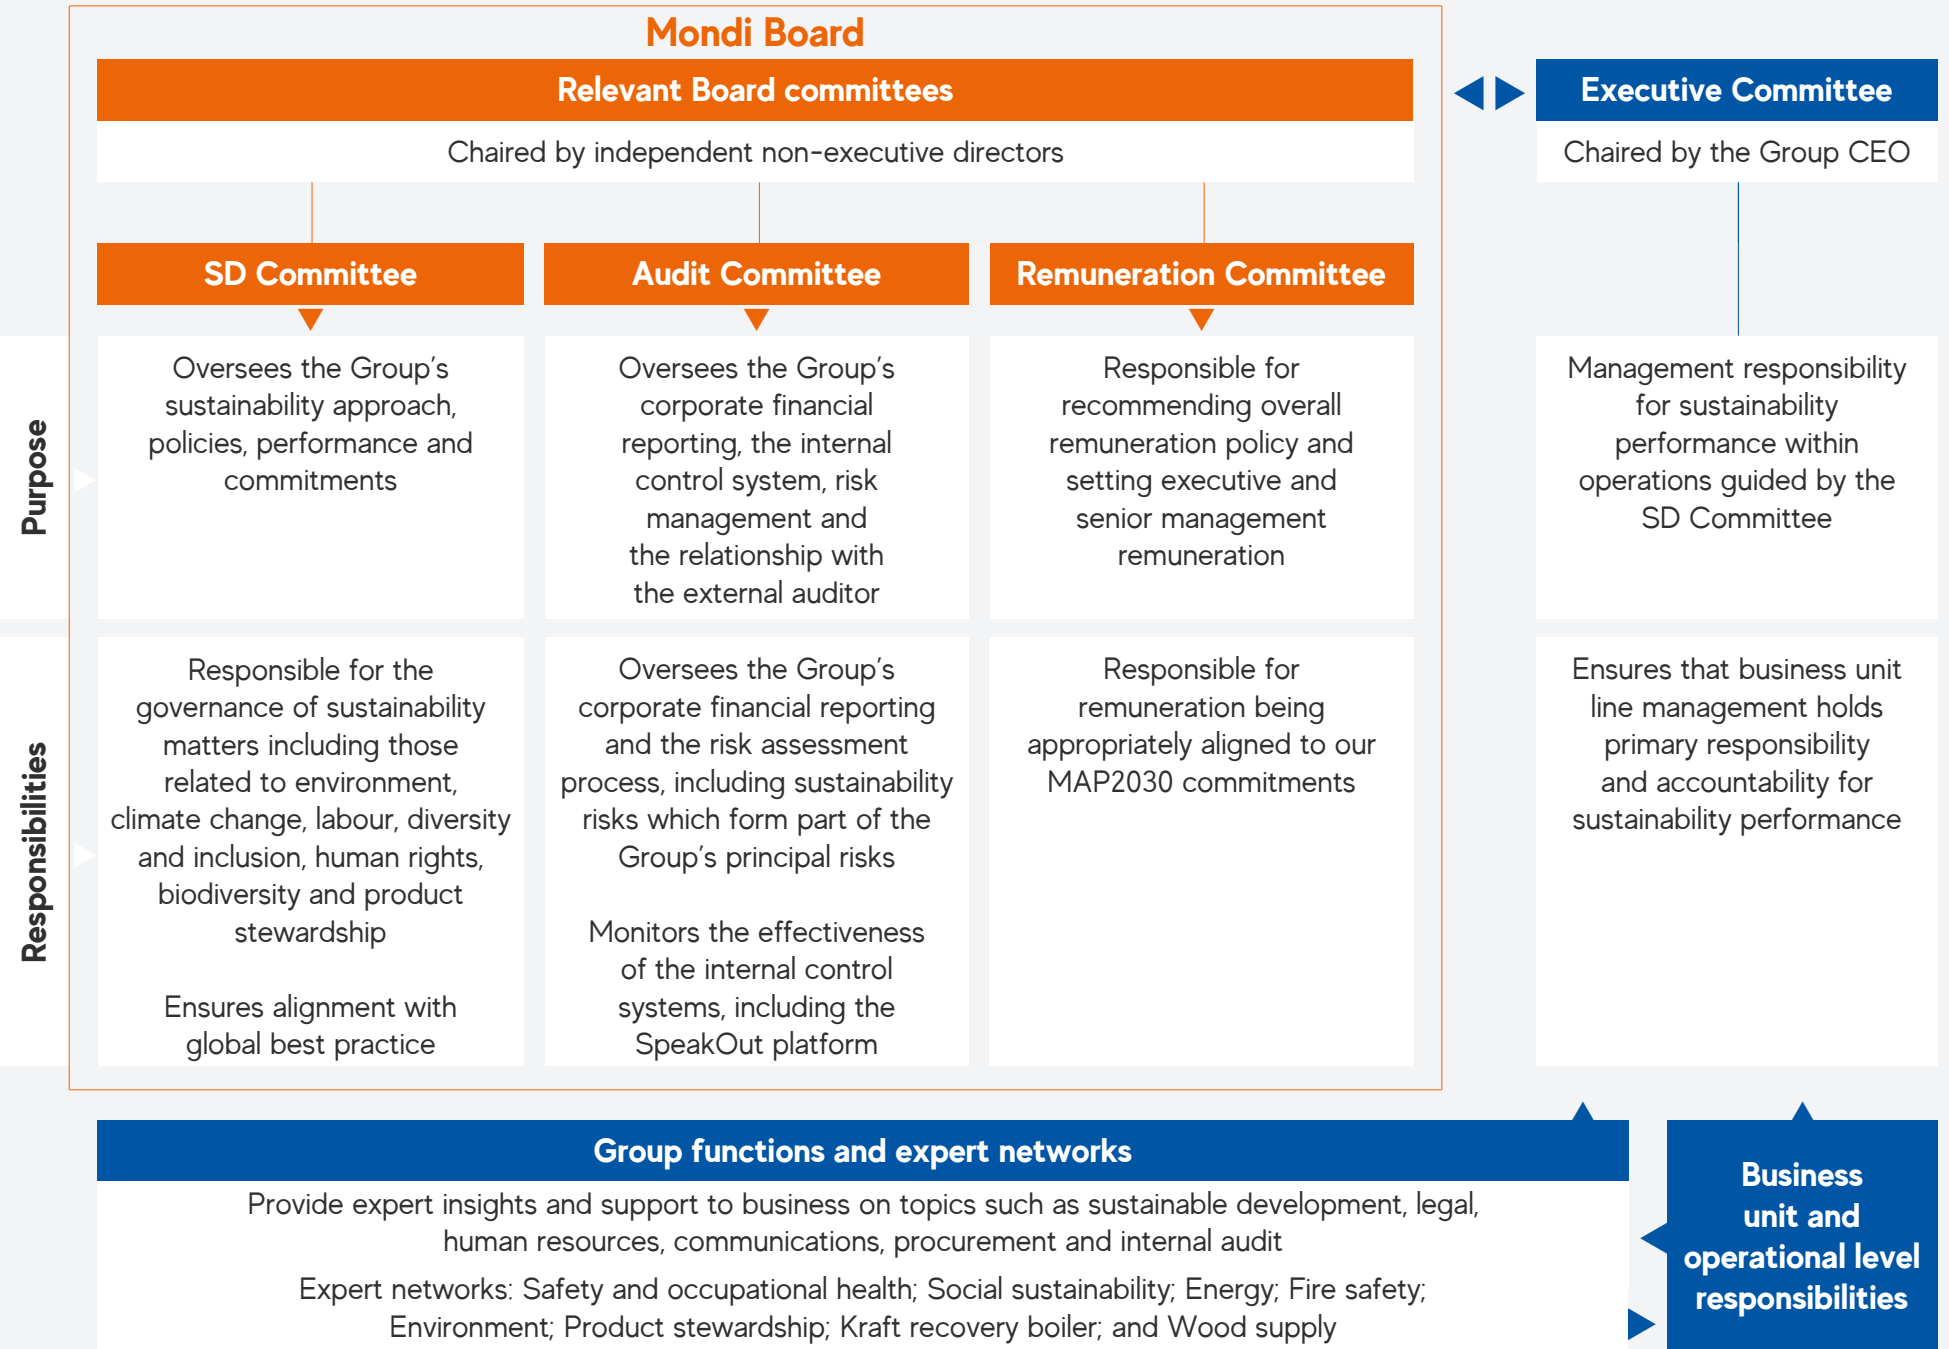 Mondi Board
Relevant Board committees
Chaired by independent non-executive directors
Executive Committee
Chaired by the Group CEO
SD Committee
Audit Committee
Remuneration Committee
Purpose
Oversees the Group’s
sustainability approach,
policies, performance and
commitments
Oversees the Group’s
corporate financial
reporting, the internal
control system, risk
management and
the relationship with
the external auditor
Responsible for
recommending overall
remuneration policy and
setting executive and
senior management
remuneration
Management responsibility
for sustainability
performance within
operations guided by the
SD Committee
Responsibilities
Responsible for the
governance of sustainability
matters including those
related to environment,
climate change, labour, diversity
and inclusion, human rights,
biodiversity and product
stewardship
Ensures alignment with
global best practice
Oversees the Group’s
corporate financial reporting
and the risk assessment
process, including sustainability
risks which form part of the
Group’s principal risks
Monitors the effectiveness
of the internal control
systems, including the
SpeakOut platform
Responsible for
remuneration being
appropriately aligned to our
MAP2030 commitments
Ensures that business unit
line management holds
primary responsibility
and accountability for
sustainability performance
Group functions and expert networks
Provide expert insights and support to business on topics such as sustainable development, legal,
human resources, communications, procurement and internal audit
Expert networks: Safety and occupational health; Social sustainability; Energy; Fire safety;
Environment; Product stewardship; Kraft recovery boiler; and Wood supply
Business
unit and
operational level
responsibilities